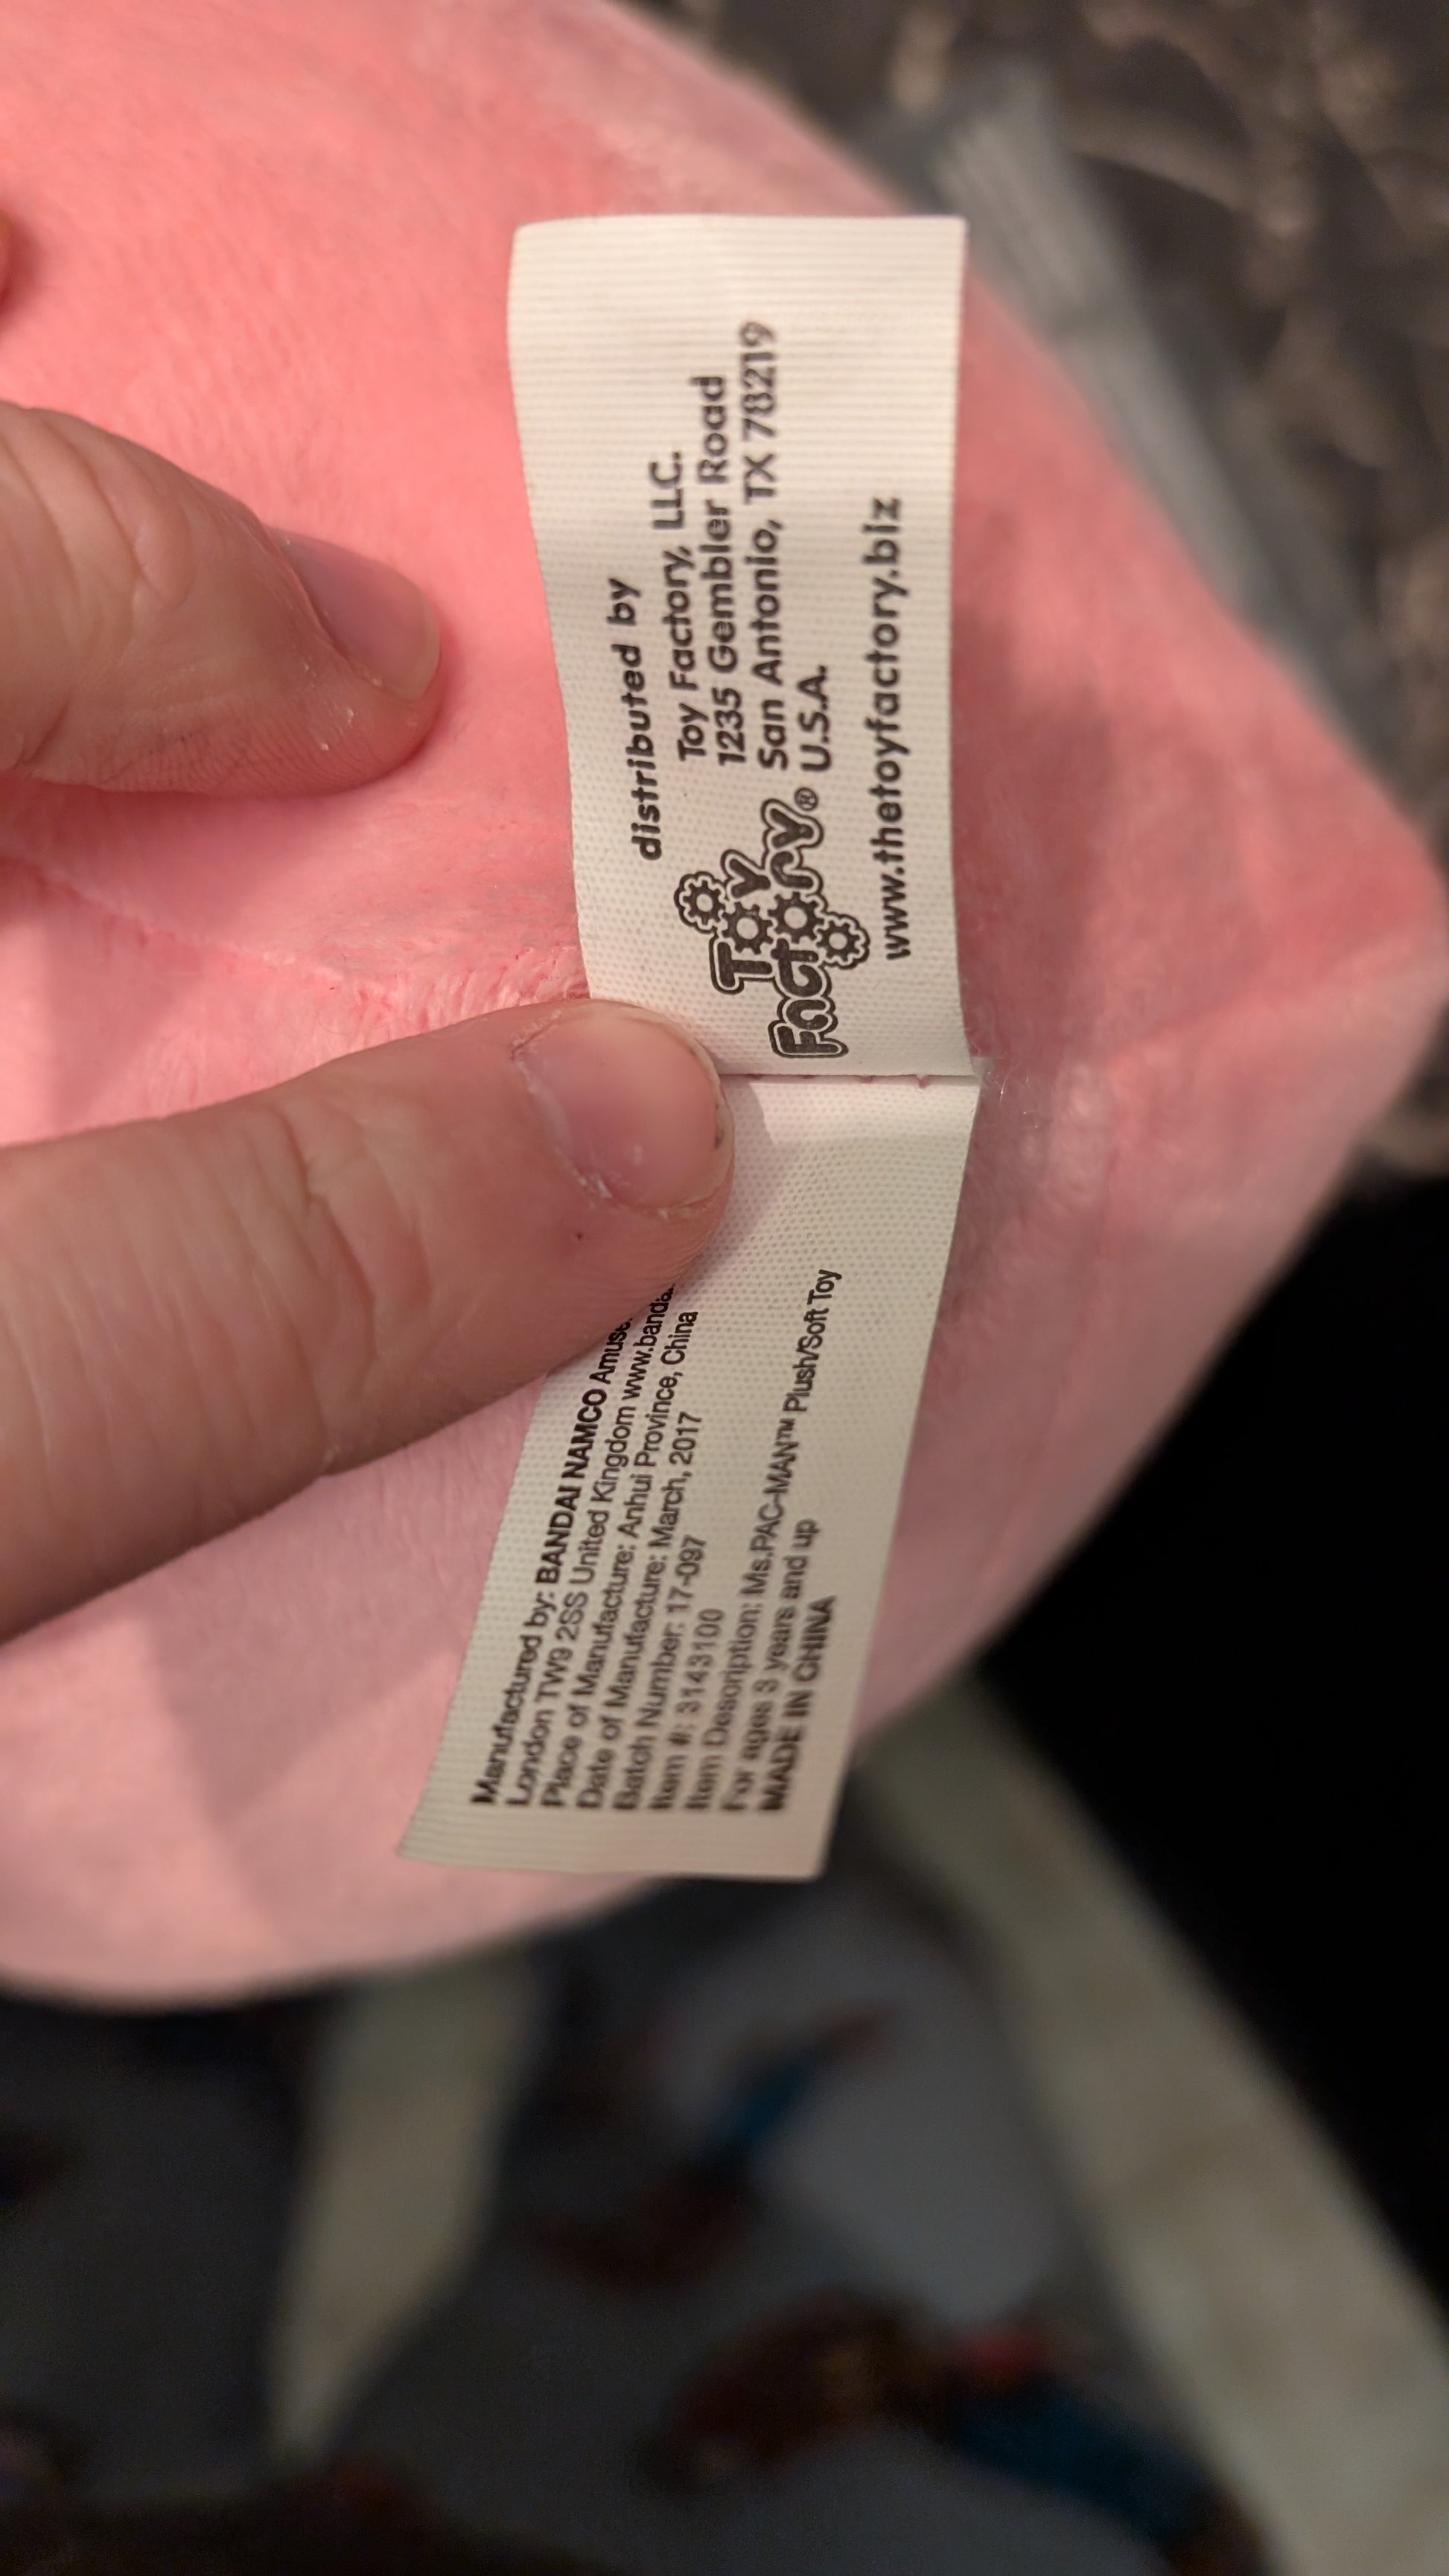 distributed by
Toy Factory, LLC.
1235 Gembler Road
San Antonio, TX 78219
U.S.A.
Toy
Factory®
www.thetoyfactory.biz
Manufactured by: BANDAI NAMCO
London TW9 2SS United Kingdom
Place of Manufacture: Anhui Province, China
Date of Manufacture: March, 2017
Batch Number: 17-097
Item #: 3143100
Item Description: Ms.PAC-MAN™ Plush/Soft Toy
For ages 3 years and up
MADE IN CHINA